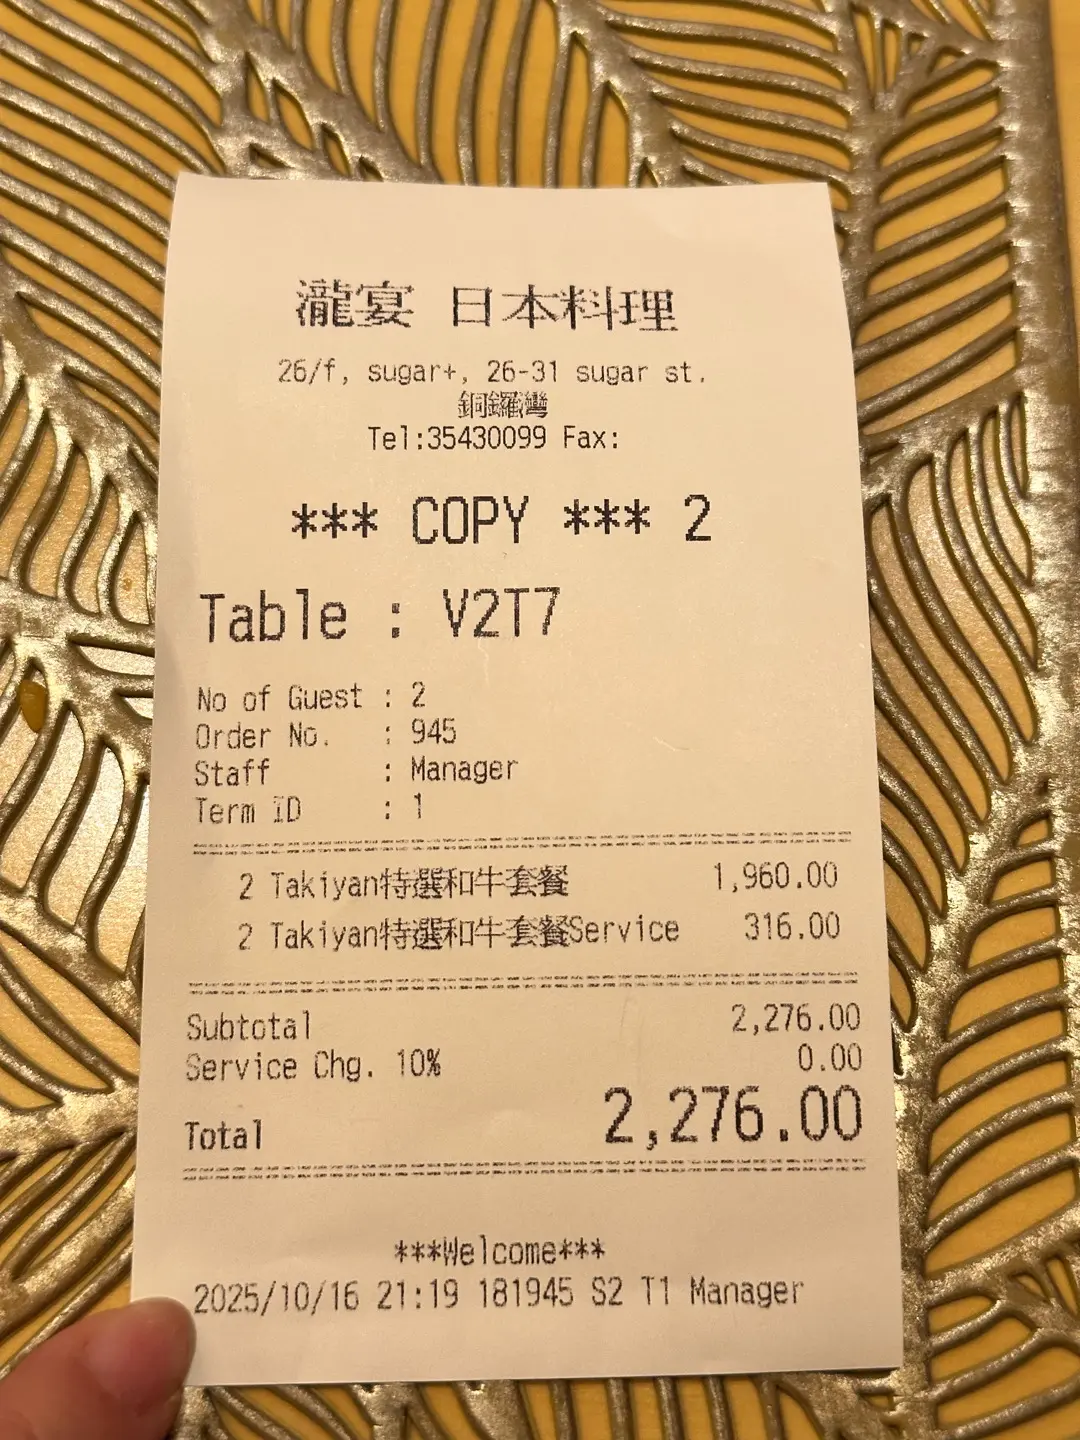 瀧宴 日本料理
26/f, sugar+, 26-31 sugar st.
銅鑼灣
Tel:35430099 Fax:
*** COPY *** 2
Table : V2T7
No of Guest : 2
Order No. : 945
Staff : Manager
Term ID : 1
2 Takiyan特選和牛套餐 1,960.00
2 Takiyan特選和牛套餐Service 316.00
Subtotal 2,276.00
Service Chg. 10% 0.00
Total 2,276.00
***Welcome***
2025/10/16 21:19 181945 S2 T1 Manager